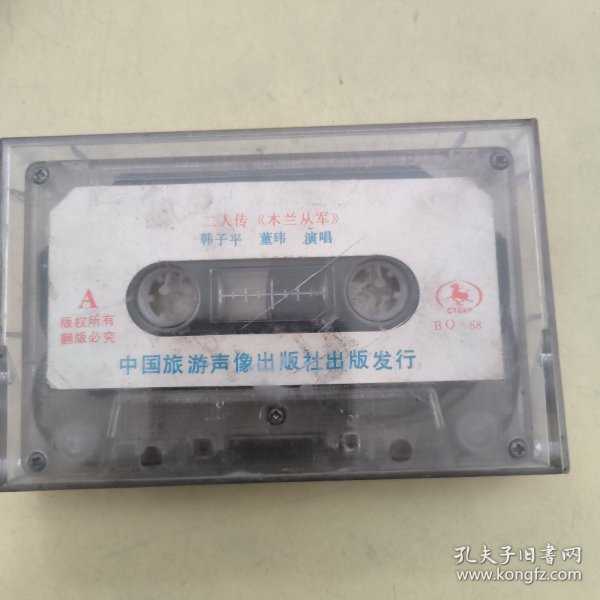 二人传《木兰从军》
韩子平 董玮 演唱
A
版权所有
翻版必究
CTAVP
BQ-68
中国旅游声像出版社出版发行
孔夫子旧书网
www.kongfz.com